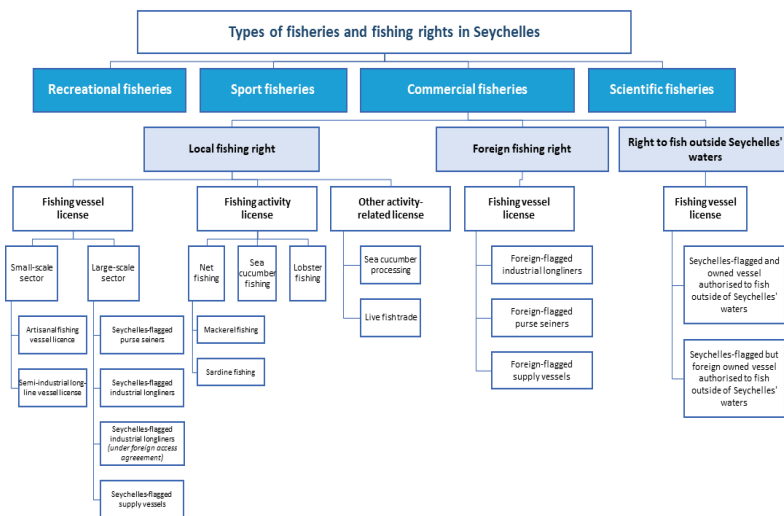 Types of fisheries and fishing rights in Seychelles
Recreational fisheries
Sport fisheries
Commercial fisheries
Scientific fisheries
Local fishing right
Foreign fishing right
Right to fish outside Seychelles'
waters
Fishing vessel
license
Fishing activity
license
Other activity-
related license
Fishing vessel
license
Fishing vessel
license
Small-scale
sector
Large-scale
sector
Net
fishing
Sea
cucumber
fishing
Lobster
fishing
Sea cucumber
processing
Foreign-flagged
industrial longliners
Seychelles-flagged and
owned vessel
authorised to fish
outside of Seychelles'
waters
Artisanal fishing
vessel licence
Seychelles-flagged
purse seiners
Mackerel fishing
Live fish trade
Foreign-flagged
purse seiners
Semi-industrial long-
line vessel license
Seychelles-flagged
industrial longliners
Sardine fishing
Foreign-flagged
supply vessels
Seychelles-flagged but
foreign owned vessel
authorised to fish
outside of Seychelles'
waters
Seychelles-flagged
industrial longliners
(under foreign access
agreeement)
Seychelles-flagged
supply vessels